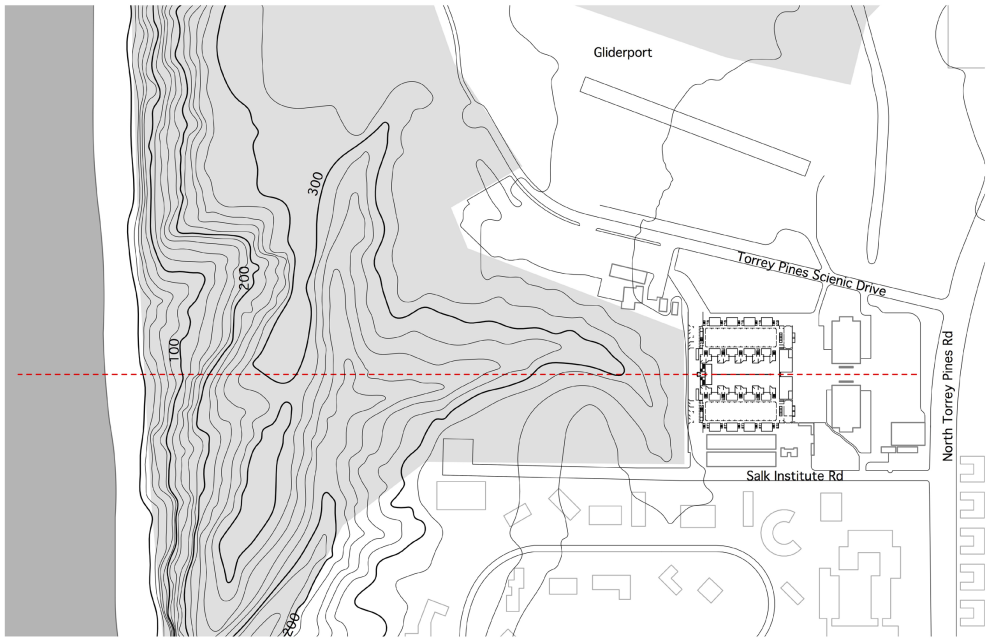 Gliderport
300
Torrey Pines Scienic Drive
200
100
North Torrey Pines Rd
Salk Institute Rd
200